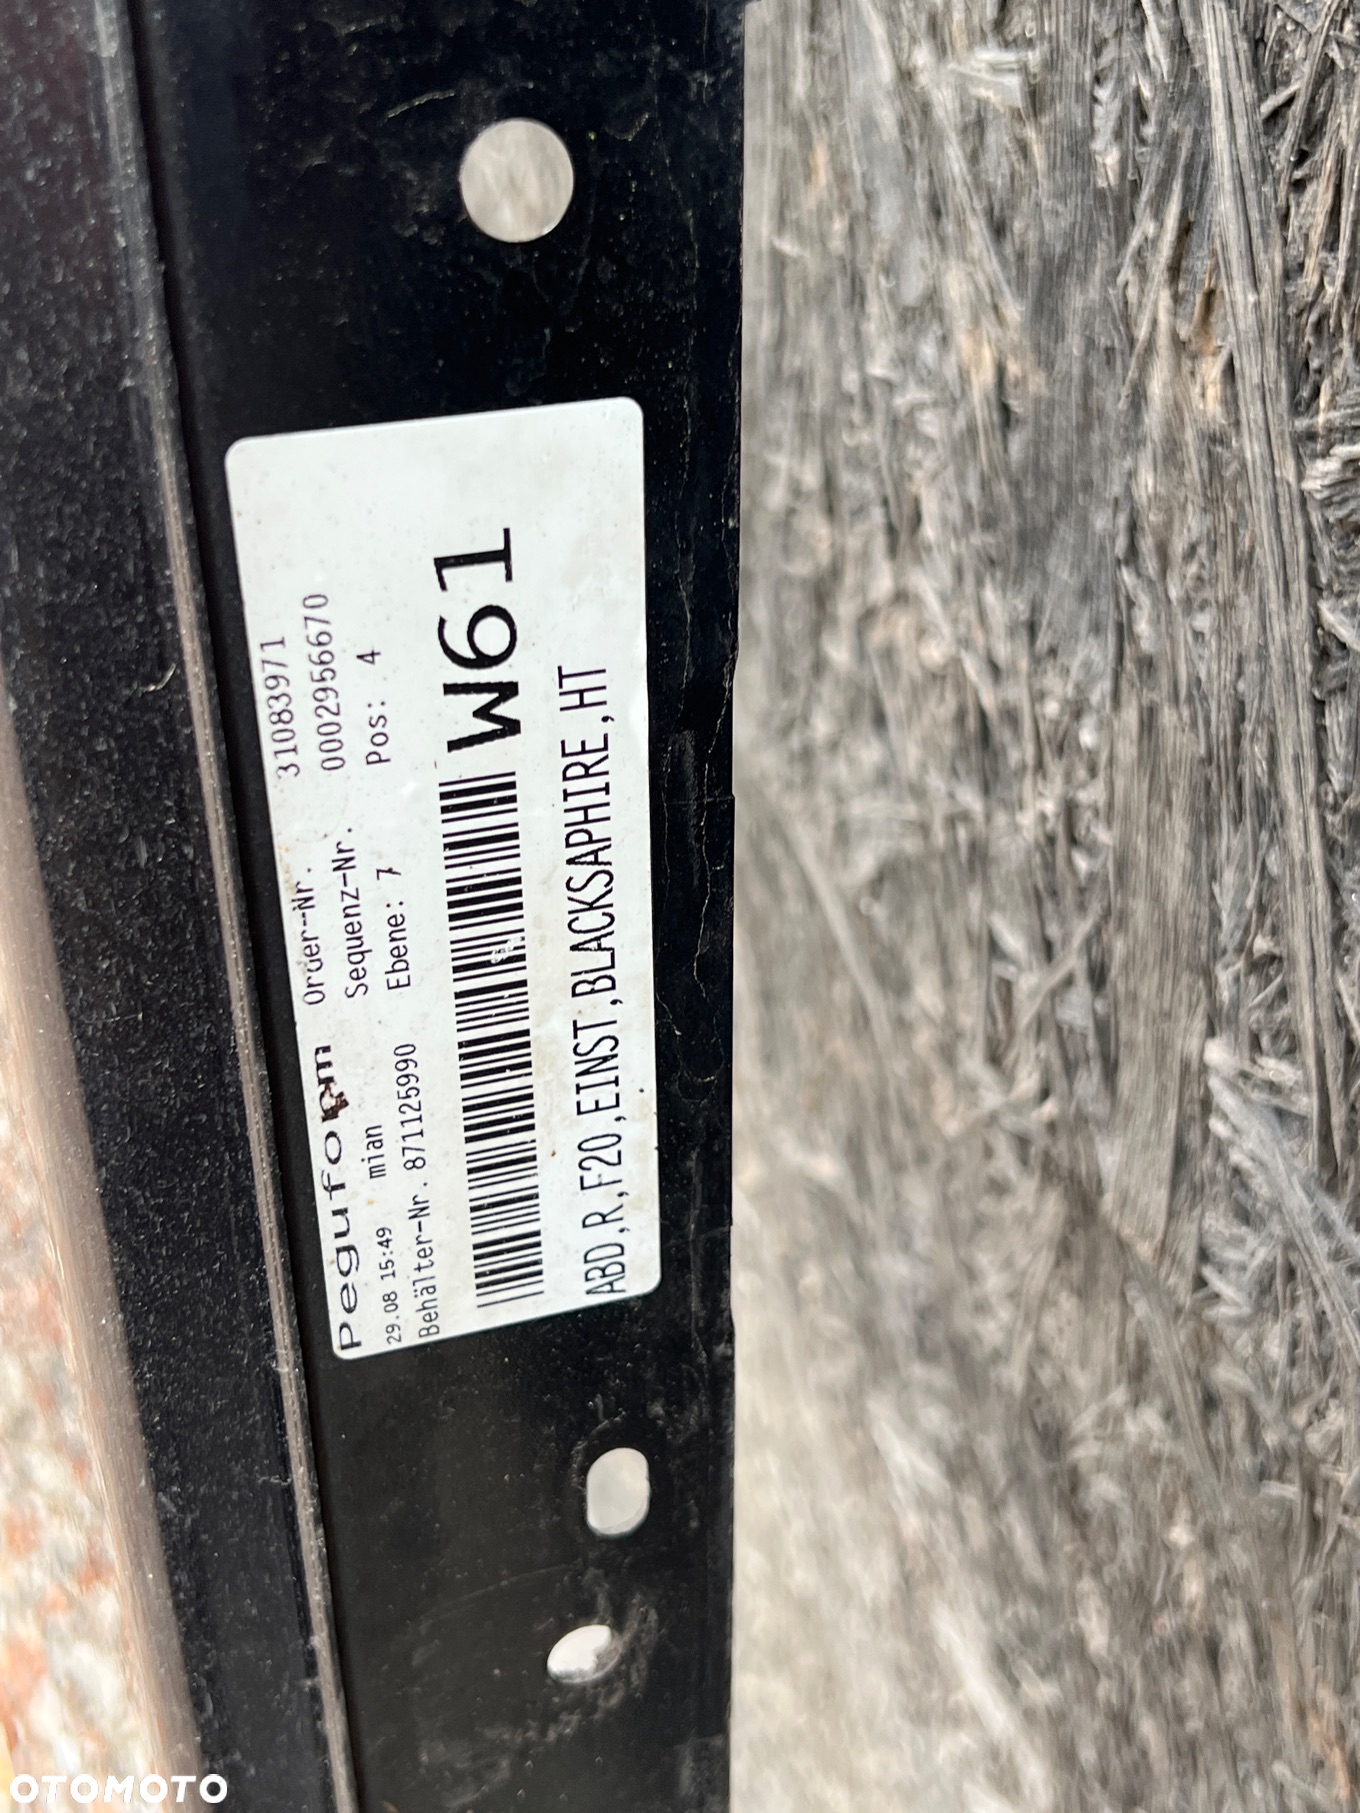 Peguform Order-Nr. 31083971
29.08 15:49 mian Sequenz-Nr. 0002956670
Behälter-Nr. 871125990 Ebene: 7 Pos: 4
W61
ABD,R,F20,EINST,BLACKSAPHIRE,HT
OTOMOTO